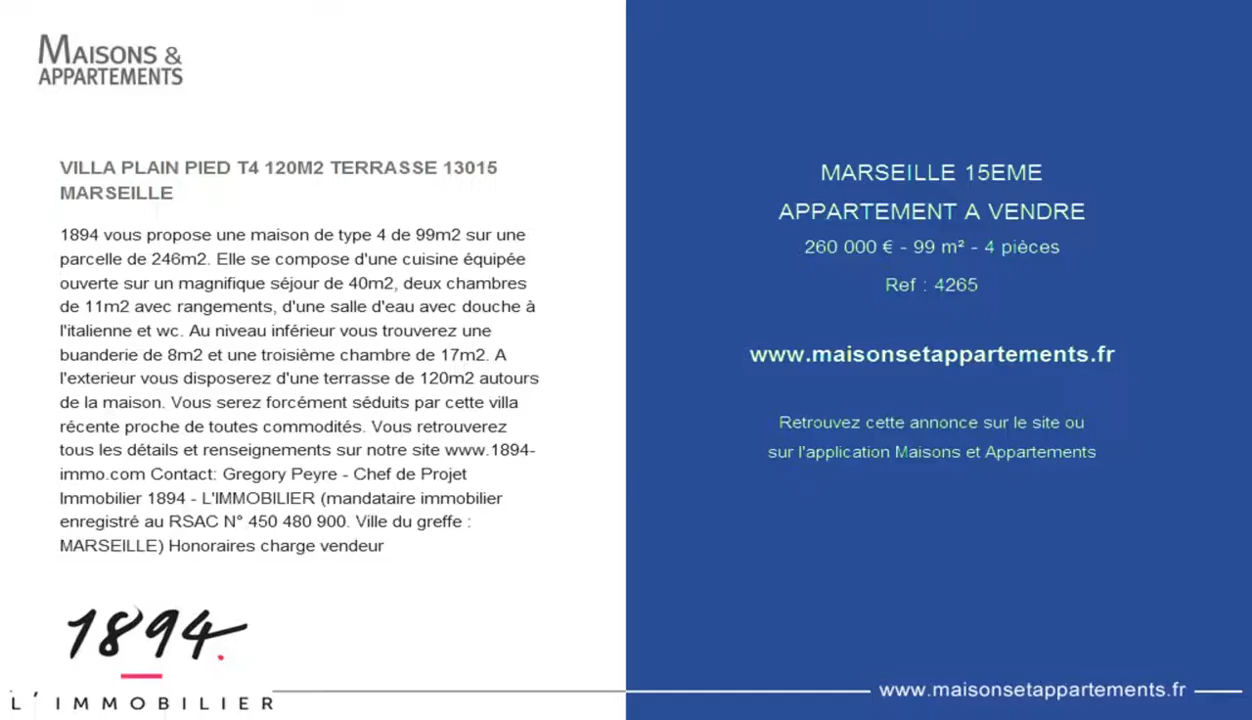 MAISONS &
APPARTEMENTS
VILLA PLAIN PIED T4 120M2 TERRASSE 13015
MARSEILLE
1894 vous propose une maison de type 4 de 99m2 sur une
parcelle de 246m2. Elle se compose d'une cuisine équipée
ouverte sur un magnifique séjour de 40m2, deux chambres
de 11m2 avec rangements, d'une salle d'eau avec douche à
l'italienne et wc. Au niveau inférieur vous trouverez une
buanderie de 8m2 et une troisième chambre de 17m2. A
l'exterieur vous disposerez d'une terrasse de 120m2 autours
de la maison. Vous serez forcément séduits par cette villa
récente proche de toutes commodités. Vous retrouverez
tous les détails et renseignements sur notre site www.1894-
immo.com Contact: Gregory Peyre - Chef de Projet
Immobilier 1894 - L'IMMOBILIER (mandataire immobilier
enregistré au RSAC N° 450 480 900. Ville du greffe :
MARSEILLE) Honoraires charge vendeur
1894.
L'IMMOBILIER
MARSEILLE 15EME
APPARTEMENT A VENDRE
260 000 € - 99 m² - 4 pièces
Ref : 4265
www.maisonsetappartements.fr
Retrouvez cette annonce sur le site ou
sur l'application Maisons et Appartements
www.maisonsetappartements.fr